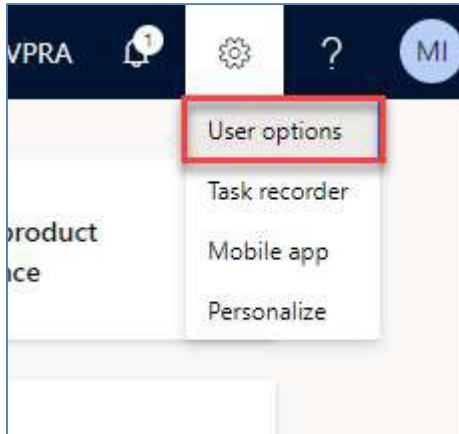 VPRA 1 ? MI
User options
Task recorder
product
Mobile app
nce
Personalize